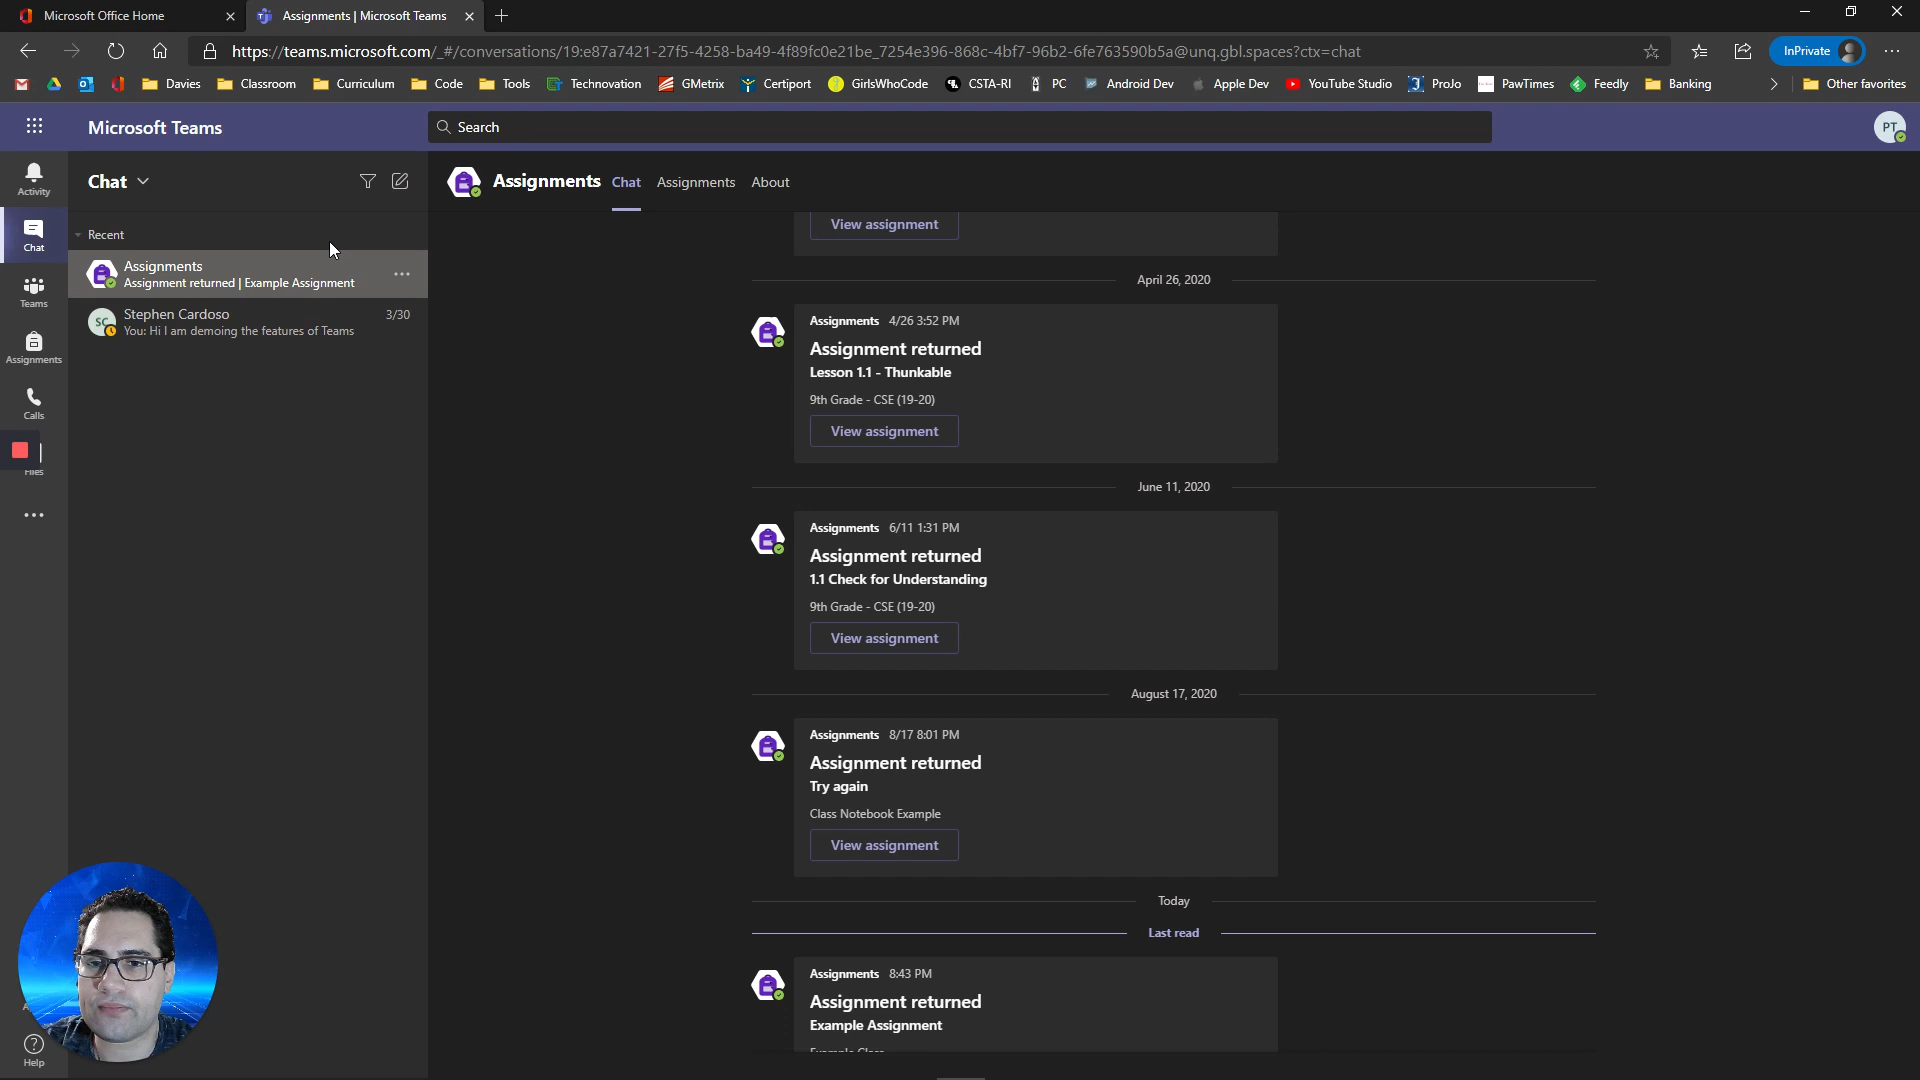 Microsoft Office Home
Assignments | Microsoft Teams
https://teams.microsoft.com/_#/conversations/19:e87a7421-27f5-4258-ba49-4f89fc0e21be_7254e396-868c-4bf7-96b2-6fe763590b5a@unq.gbl.spaces?ctx=chat
InPrivate
Davies
Classroom
Curriculum
Code
Tools
Technovation
GMetrix
Certiport
GirlsWhoCode
CSTA-RI
PC
Android Dev
Apple Dev
YouTube Studio
ProJo
PawTimes
Feedly
Banking
Other favorites
Microsoft Teams
Search
PT
Activity
Chat
Teams
Assignments
Calls
Files
Help
Chat
Recent
Assignments
Assignment returned | Example Assignment
SC
Stephen Cardoso 3/30
You: Hi I am demoing the features of Teams
Assignments Chat Assignments About
View assignment
April 26, 2020
Assignments 4/26 3:52 PM
Assignment returned
Lesson 1.1 - Thunkable
9th Grade - CSE (19-20)
View assignment
June 11, 2020
Assignments 6/11 1:31 PM
Assignment returned
1.1 Check for Understanding
9th Grade - CSE (19-20)
View assignment
August 17, 2020
Assignments 8/17 8:01 PM
Assignment returned
Try again
Class Notebook Example
View assignment
Today
Last read
Assignments 8:43 PM
Assignment returned
Example Assignment
Example Class